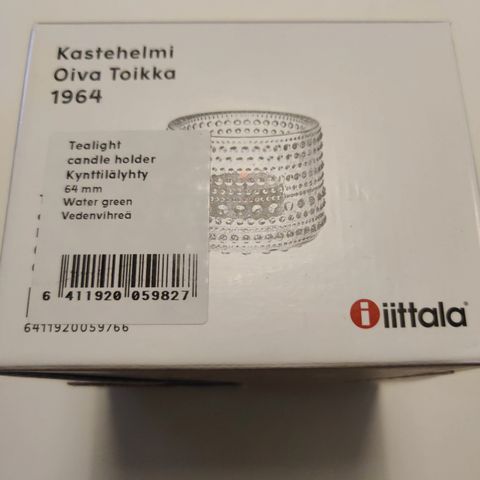 Kastehelmi
Oiva Toikka
1964
Tealight
candle holder
Kynttilälyhty
64 mm
Water green
Vedenvihreä
6 411920 059827
6411920059766
iittala